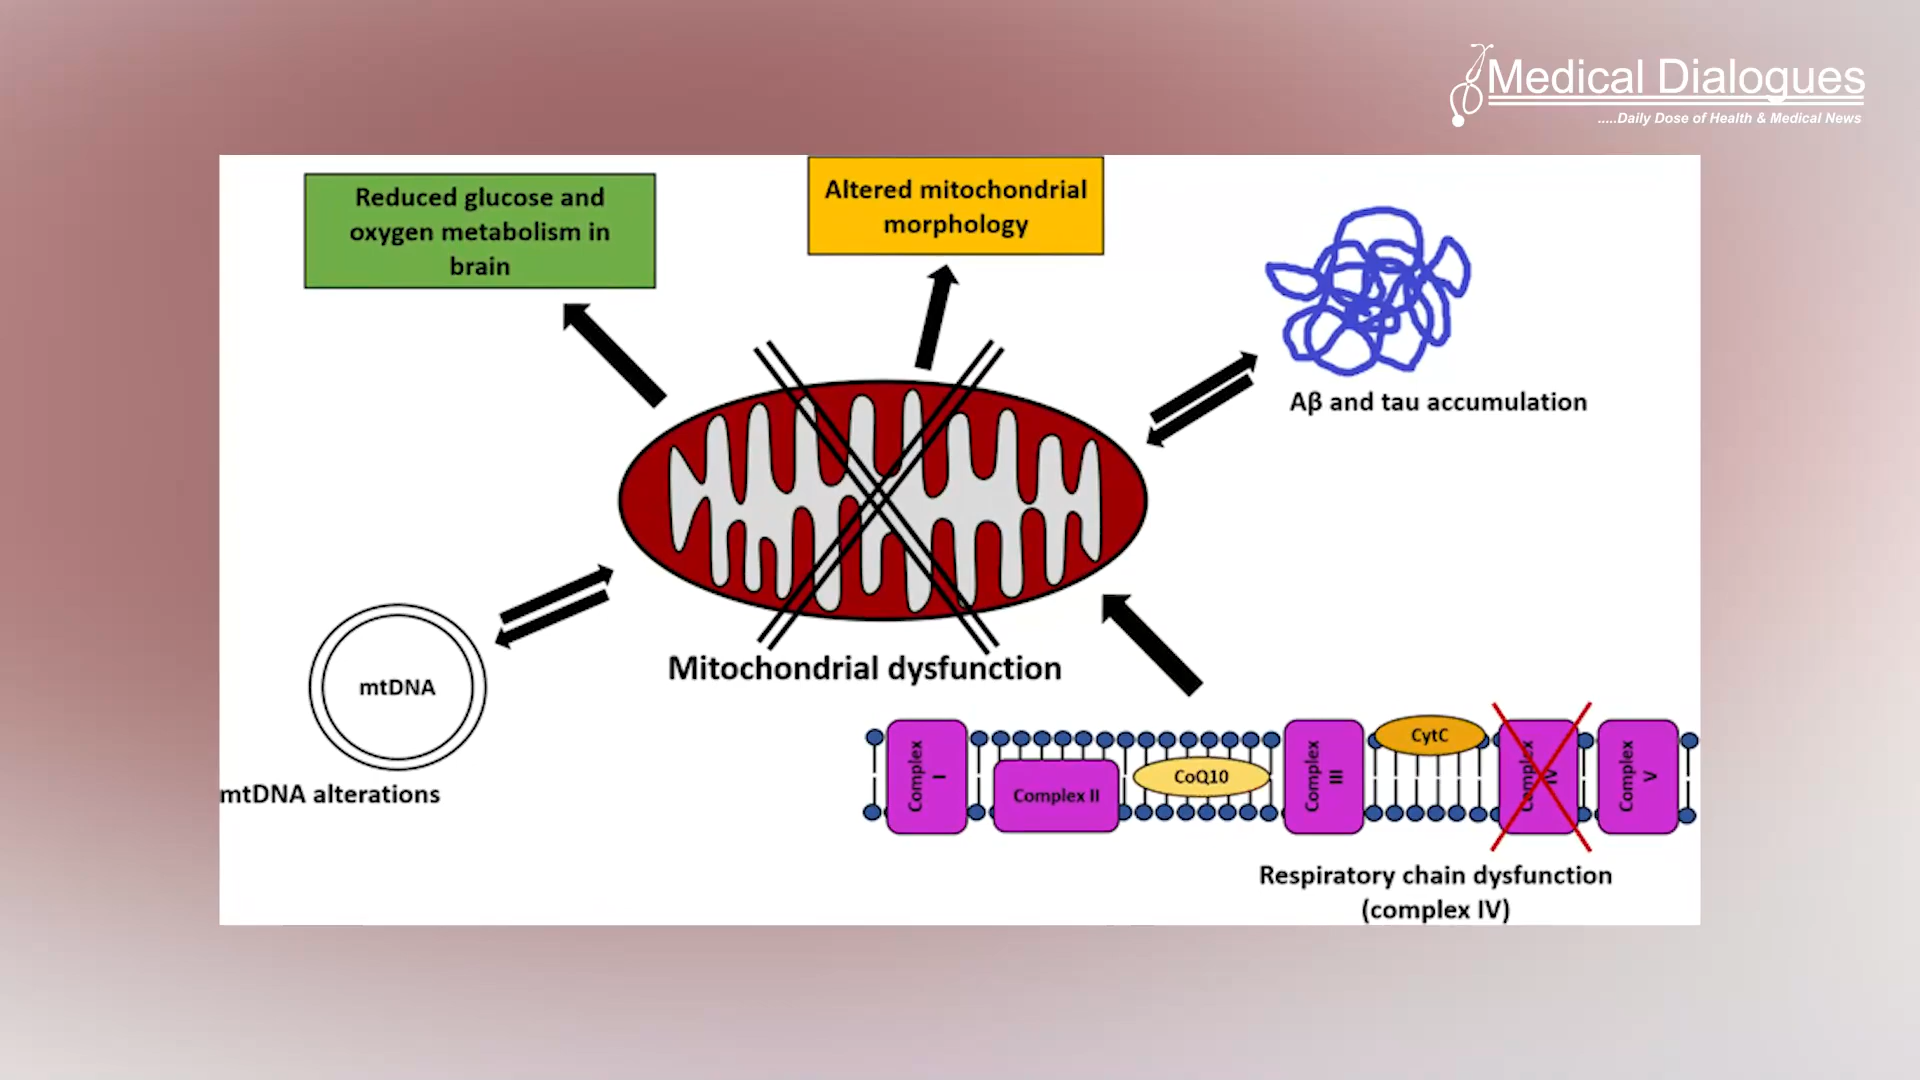 Medical Dialogues
.....Daily Dose of Health & Medical News
Reduced glucose and
oxygen metabolism in
brain
Altered mitochondrial
morphology
Aβ and tau accumulation
Mitochondrial dysfunction
mtDNA
mtDNA alterations
Complex
I
Complex II
CoQ10
Complex
III
CytC
Complex
IV
Complex
V
Respiratory chain dysfunction
(complex IV)